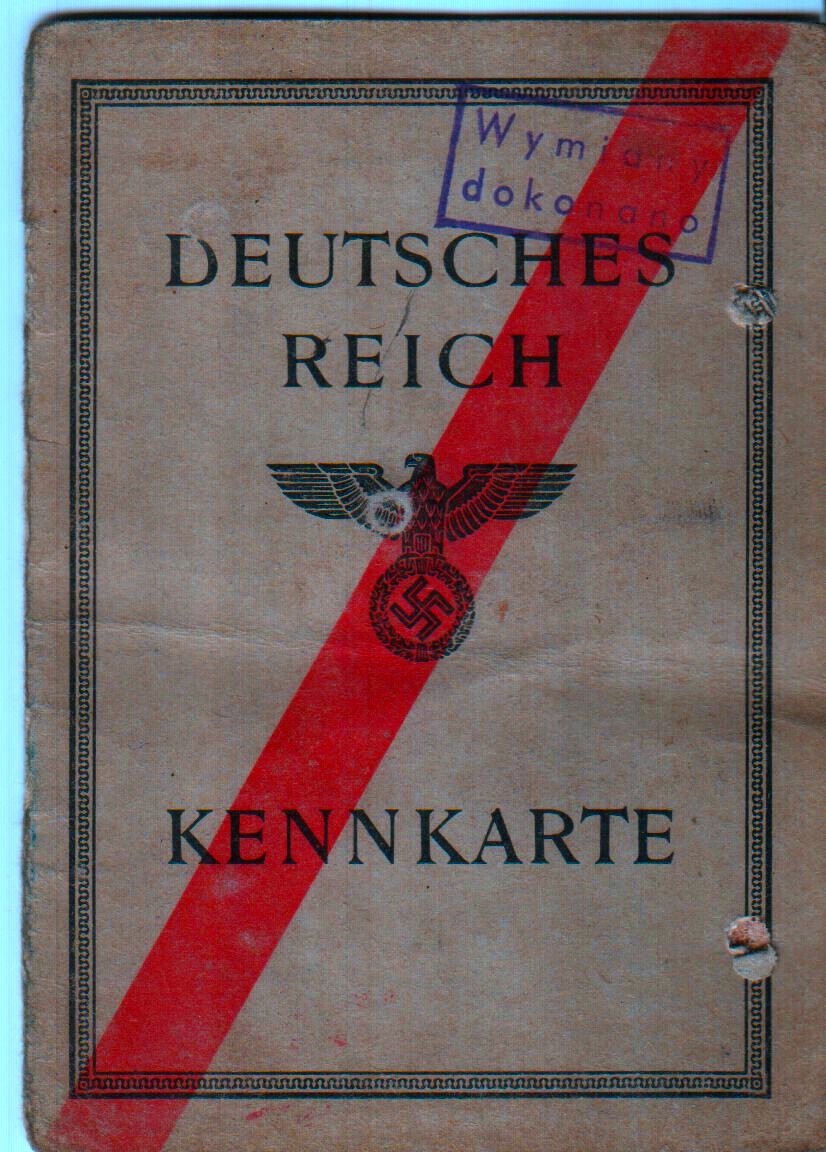 Wymiany
dokonano
DEUTSCHES
REICH
KENNKARTE